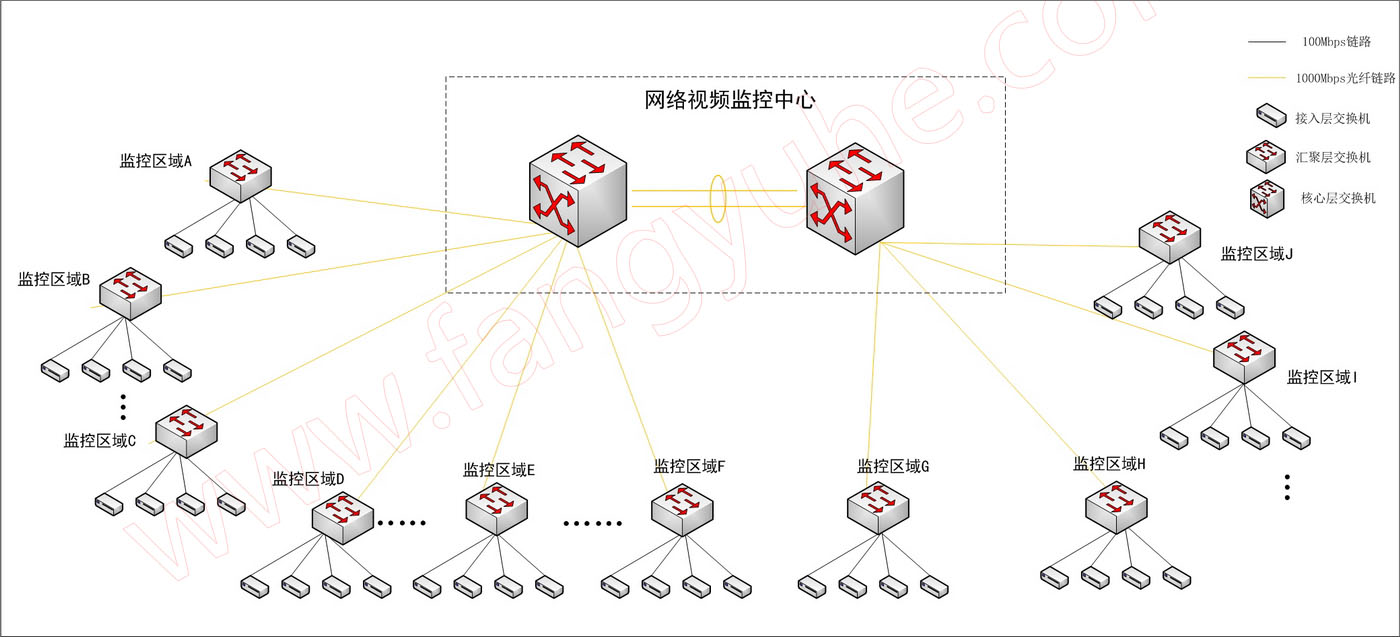 网络视频监控中心
100Mbps链路
1000Mbps光纤链路
接入层交换机
汇聚层交换机
核心层交换机
监控区域A
监控区域B
监控区域C
监控区域D
监控区域E
监控区域F
监控区域G
监控区域H
监控区域I
监控区域J
www.fangyuhe.com